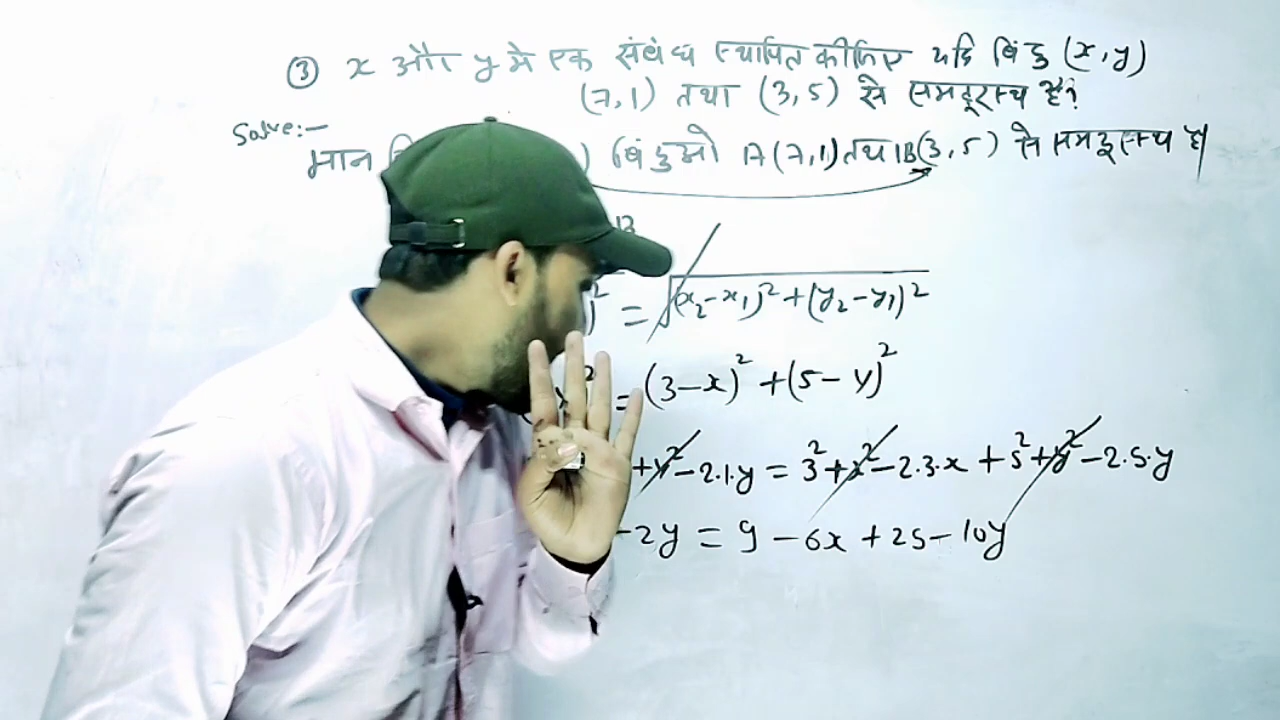 ③ x और y मे एक संबंध स्थापित कीजिए यदि बिंदु (x,y)
(7,1) तथा (3,5) से समदूरस्थ है?
Solve:-
मान ) बिंदुओ A(7,1) तथा B(3,5) से समदूरस्थ है|
B
)² = √(x₂-x₁)²+(y₂-y₁)²
)² = (3-x)²+(5-y)²
+y²-2.1.y = 3²+x²-2.3.x+5²+y²-2.5.y
-2y = 9-6x+25-10y